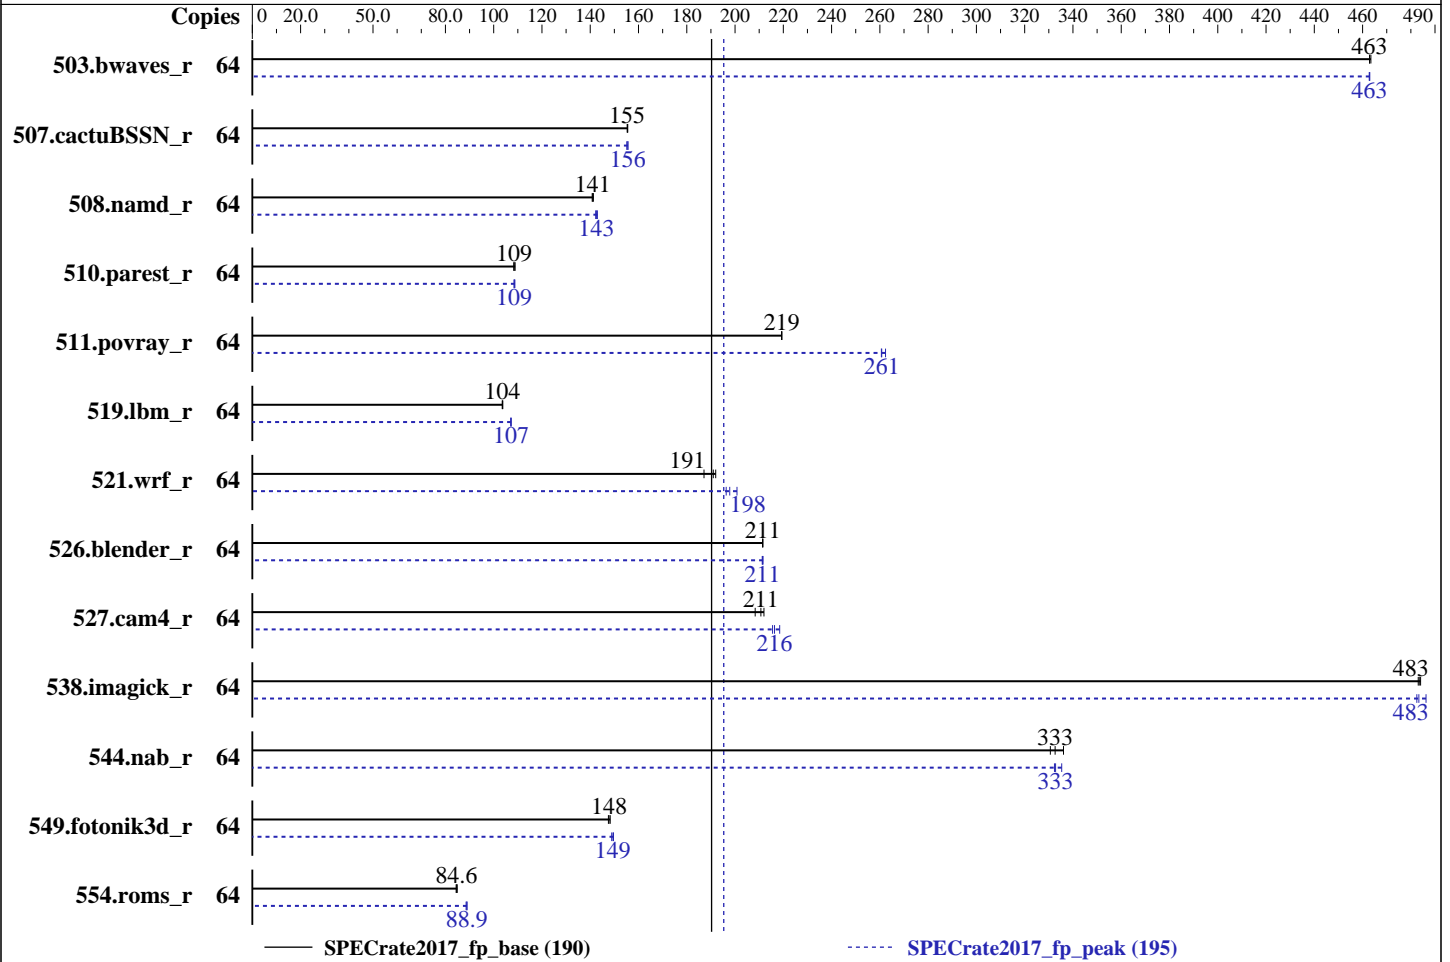 Copies 0 20.0 50.0 80.0 100 120 140 160 180 200 220 240 260 280 300 320 340 360 380 400 420 440 460 490
463
503.bwaves_r 64
463
155
507.cactuBSSN_r 64
156
141
508.namd_r 64
143
109
510.parest_r 64
109
219
511.povray_r 64
261
104
519.lbm_r 64
107
191
521.wrf_r 64
198
211
526.blender_r 64
211
211
527.cam4_r 64
216
483
538.imagick_r 64
483
333
544.nab_r 64
333
148
549.fotonik3d_r 64
149
84.6
554.roms_r 64
88.9
SPECrate2017_fp_base (190) SPECrate2017_fp_peak (195)